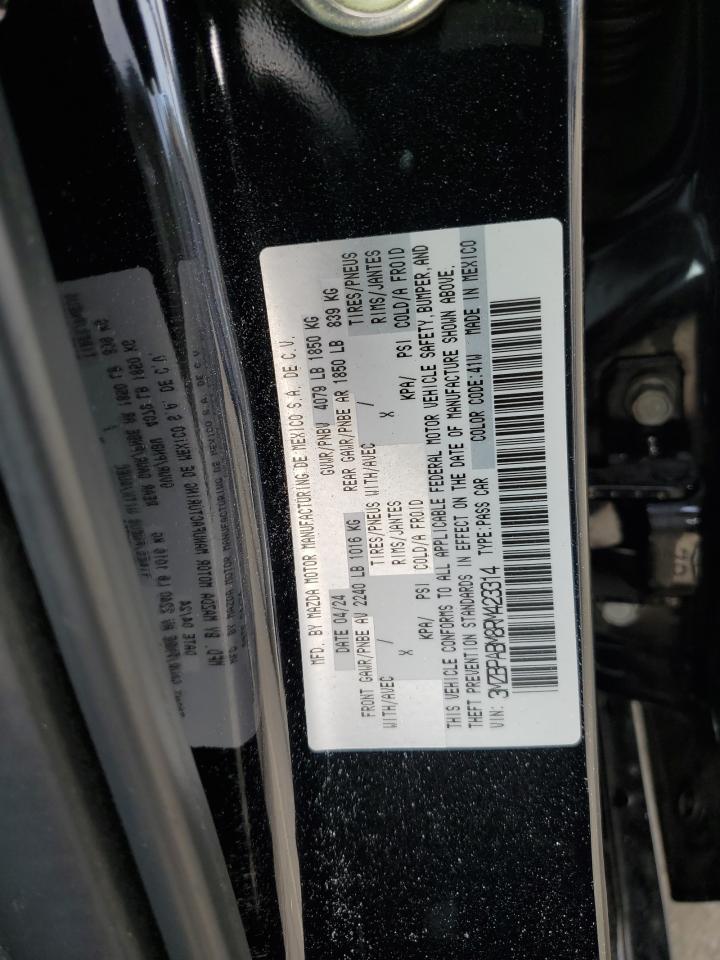 MFD. BY MAZDA MOTOR MANUFACTURING DE MEXICO S.A. DE C.V.
DATE 04/24 GVWR/PNBV 4079 LB 1850 KG
FRONT GAWR/PNBE AV 2240 LB 1016 KG REAR GAWR/PNBE AR 1850 LB 839 KG
WITH/AVEC TIRES/PNEUS WITH/AVEC TIRES/PNEUS
X / RIMS/JANTES X / RIMS/JANTES
KPA/ PSI COLD/A FROID KPA/ PSI COLD/A FROID
THIS VEHICLE CONFORMS TO ALL APPLICABLE FEDERAL MOTOR VEHICLE SAFETY, BUMPER, AND
THEFT PREVENTION STANDARDS IN EFFECT ON THE DATE OF MANUFACTURE SHOWN ABOVE.
VIN: 3MZBPABM8RM423314 TYPE:PASS CAR COLOR CODE:41W MADE IN MEXICO